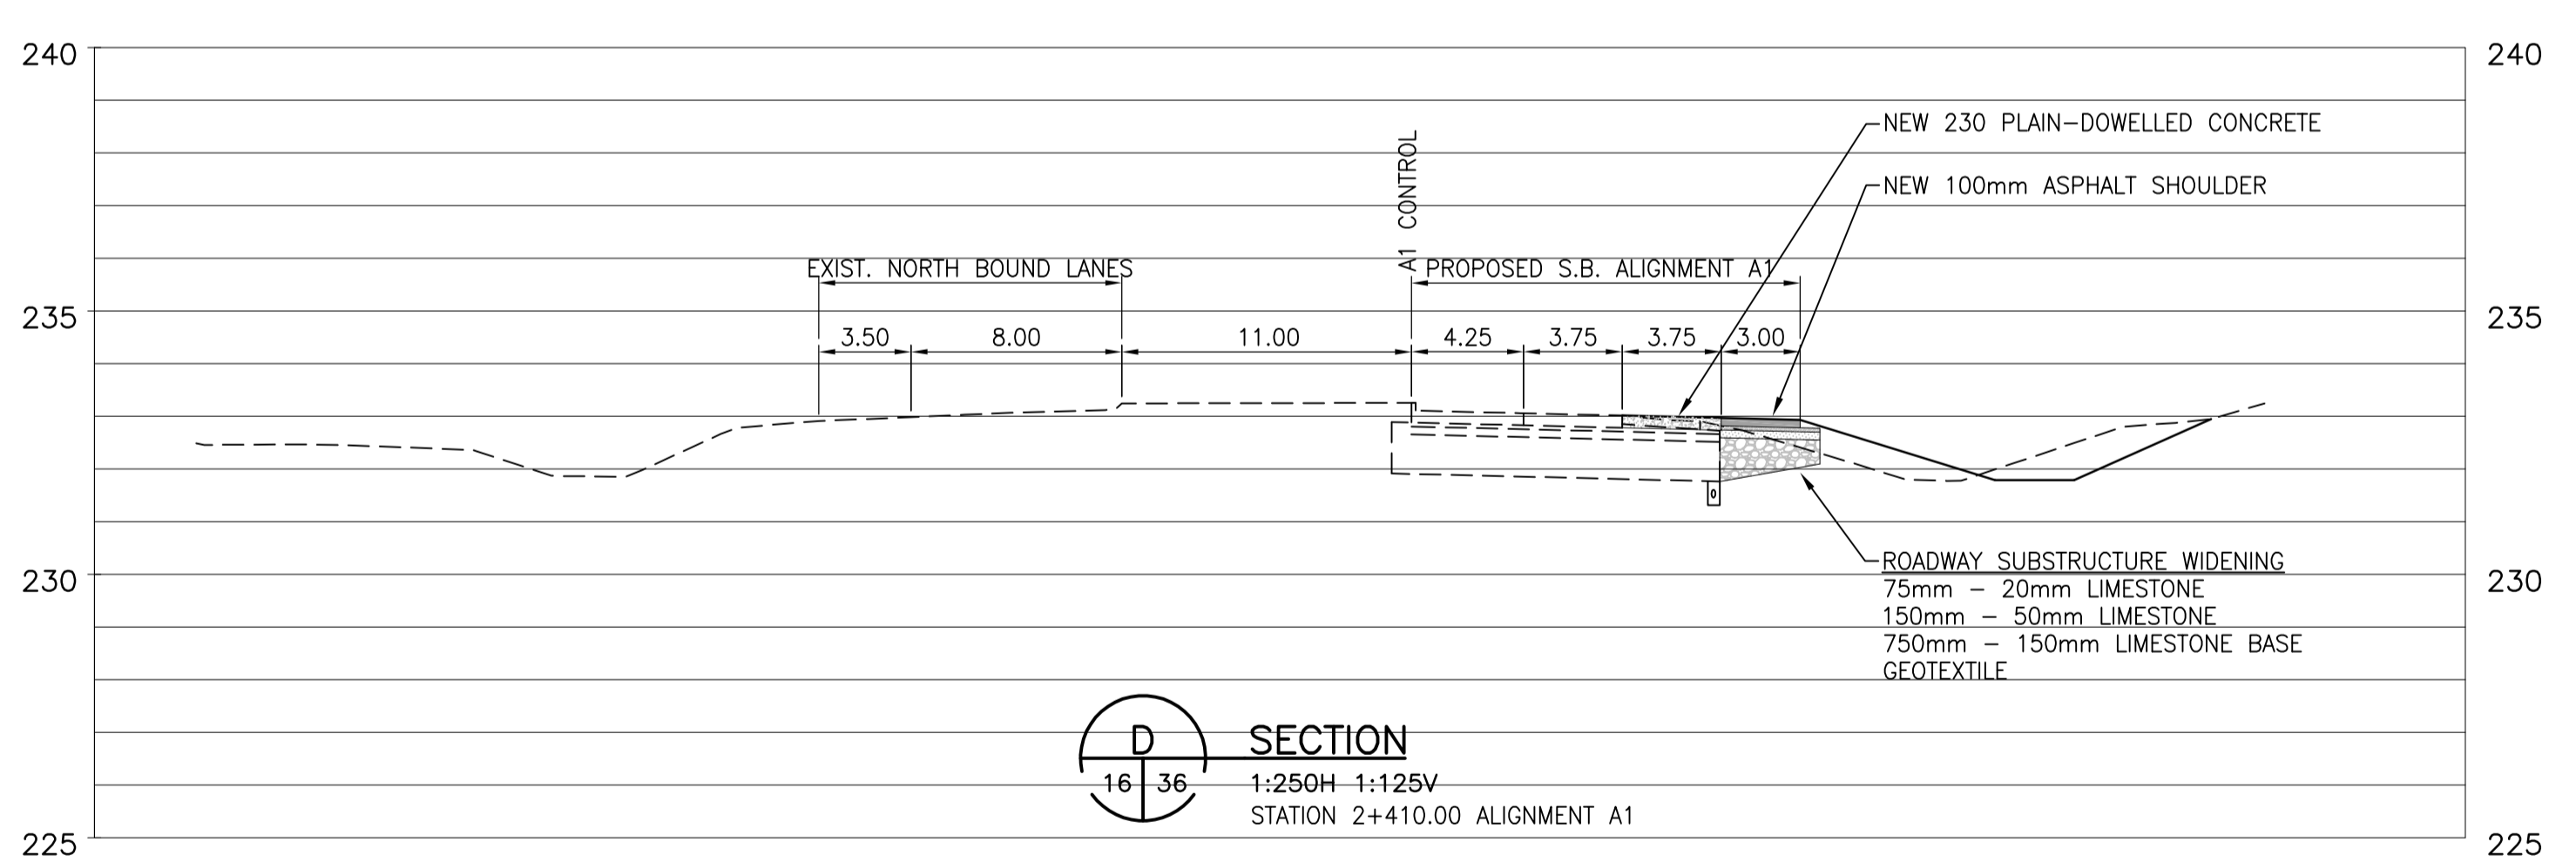 240
240
NEW 230 PLAIN-DOWELLED CONCRETE
NEW 100mm ASPHALT SHOULDER
A1 CONTROL
EXIST. NORTH BOUND LANES
PROPOSED S.B. ALIGNMENT A1
235
235
3.50
8.00
11.00
4.25
3.75
3.75
3.00
230
230
ROADWAY SUBSTRUCTURE WIDENING
75mm - 20mm LIMESTONE
150mm - 50mm LIMESTONE
750mm - 150mm LIMESTONE BASE
GEOTEXTILE
D
16
36
SECTION
1:250H 1:125V
STATION 2+410.00 ALIGNMENT A1
225
225